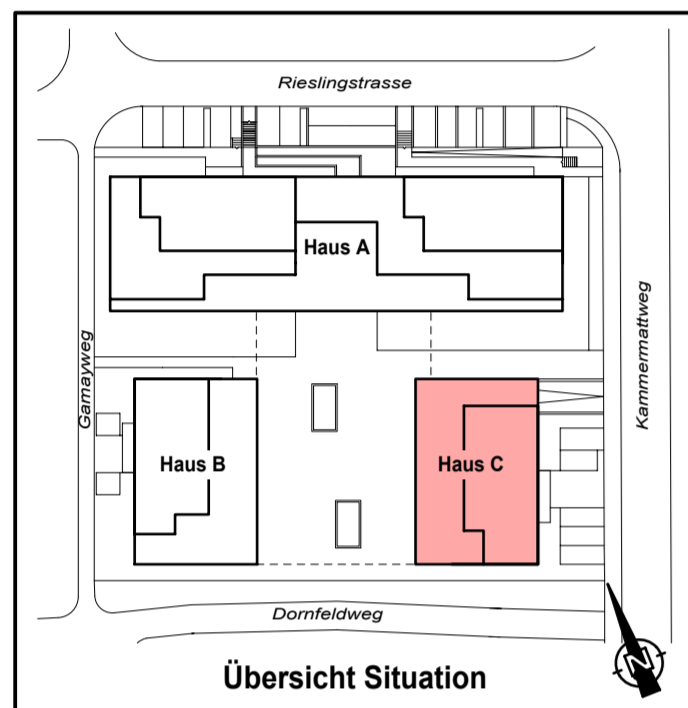 Rieslingstrasse
Haus A
Gamayweg
Kammermattweg
Haus B
Haus C
Dornfeldweg
Übersicht Situation
N